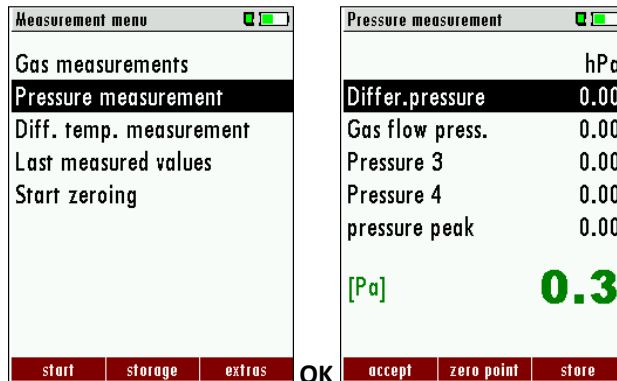 Measurement menu
Gas measurements
Pressure measurement
Diff. temp. measurement
Last measured values
Start zeroing
start storage extras
OK
Pressure measurement
hPa
Differ.pressure 0.00
Gas flow press. 0.00
Pressure 3 0.00
Pressure 4 0.00
pressure peak 0.00
[Pa] 0.3
accept zero point store